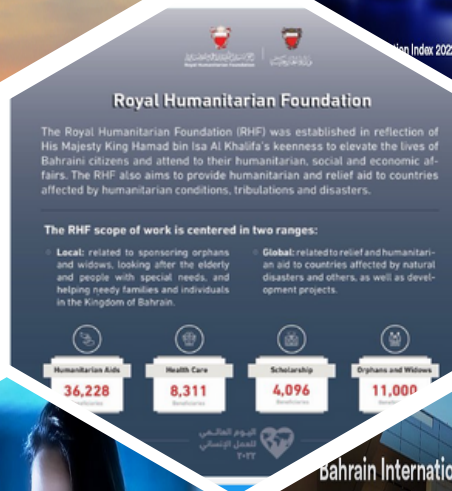 ion Index 202
Royal Humanitarian Foundation
Royal Humanitarian Foundation
The Royal Humanitarian Foundation (RHF) was established in reflection of
His Majesty King Hamad bin Isa Al Khalifa's keenness to elevate the lives of
Bahraini citizens and attend to their humanitarian, social and economic af-
fairs. The RHF also aims to provide humanitarian and relief aid to countries
affected by humanitarian conditions, tribulations and disasters.
The RHF scope of work is centered in two ranges:
Local: related to sponsoring orphans
and widows, looking after the elderly
and people with special needs, and
helping needy families and individuals
in the Kingdom of Bahrain.
Global: related to relief and humanitari-
an aid to countries affected by natural
disasters and others, as well as devel-
opment projects.
Humanitarian Aids
36,228
Beneficiaries
Health Care
8,311
Beneficiaries
Scholarship
4,096
Beneficiaries
Orphans and Widows
11,000
اليوم العالمي
للعمل الإنساني
٢٠٢٢
Bahrain Internatio